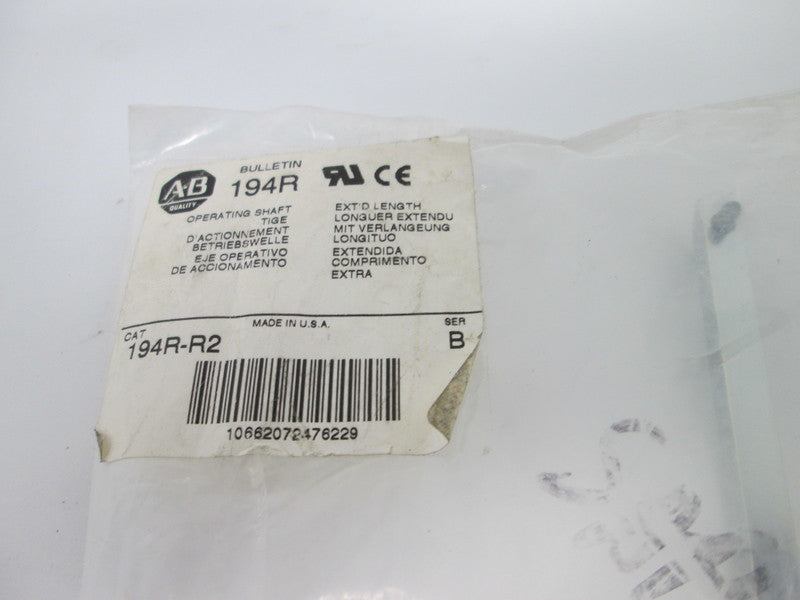 A-B
QUALITY
BULLETIN
194R
OPERATING SHAFT
TIGE
D'ACTIONNEMENT
BETRIEBSWELLE
EJE OPERATIVO
DE ACCIONAMENTO
EXT'D LENGTH
LONGUER EXTENDU
MIT VERLANGEUNG
LONGITUO
EXTENDIDA
COMPRIMENTO
EXTRA
MADE IN U.S.A.
CAT
194R-R2
SER
B
10662072476229